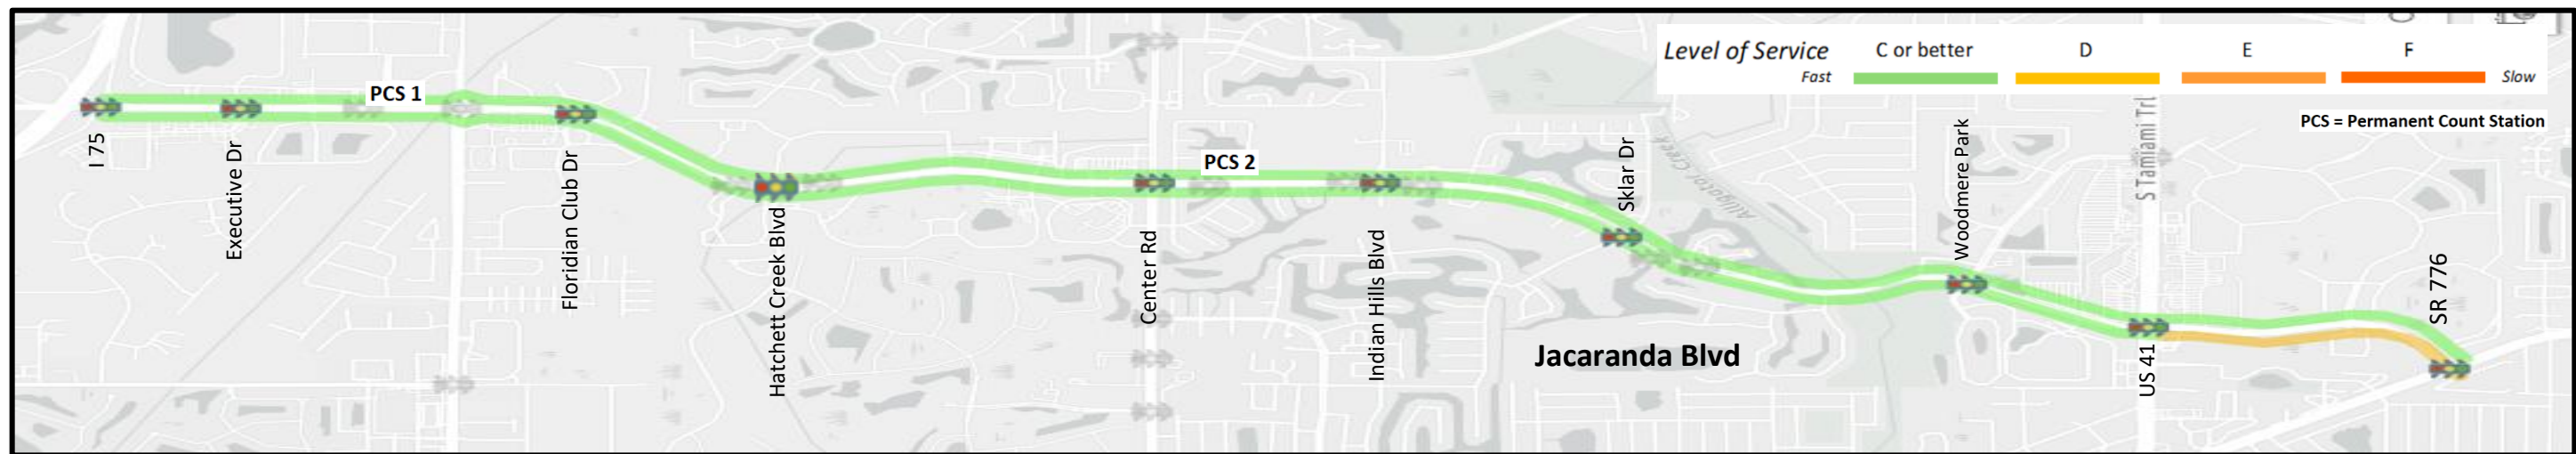 Level of Service
C or better
D
E
F
Fast
Slow
PCS = Permanent Count Station
PCS 1
PCS 2
I 75
Executive Dr
Floridian Club Dr
Hatchett Creek Blvd
Center Rd
Indian Hills Blvd
Sklar Dr
Alligator Creek
Woodmere Park
S Tamiami Trl
US 41
SR 776
Jacaranda Blvd